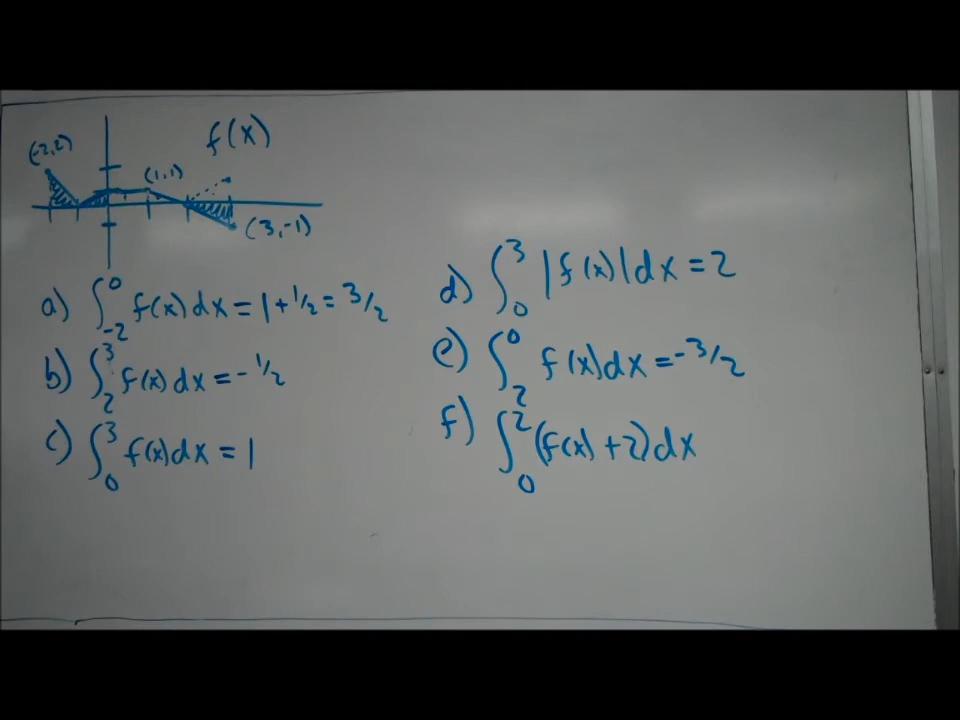 f(x)
(-2,2)
(1,1)
(3,-1)
a) ∫_{-2}^{0} f(x) dx = 1 + 1/2 = 3/2
b) ∫_{2}^{3} f(x) dx = - 1/2
c) ∫_{0}^{3} f(x) dx = 1
d) ∫_{0}^{3} |f(x)| dx = 2
e) ∫_{2}^{0} f(x) dx = - 3/2
f) ∫_{0}^{2} (f(x) + 2) dx